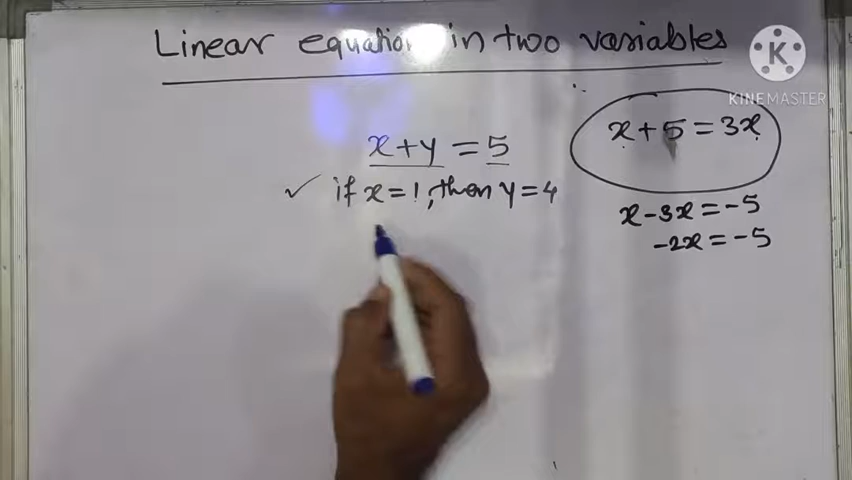 Linear equation in two variables
K
KINEMASTER
x+y = 5
x+5=3x
✓ if x=1, then y=4
x-3x=-5
-2x=-5